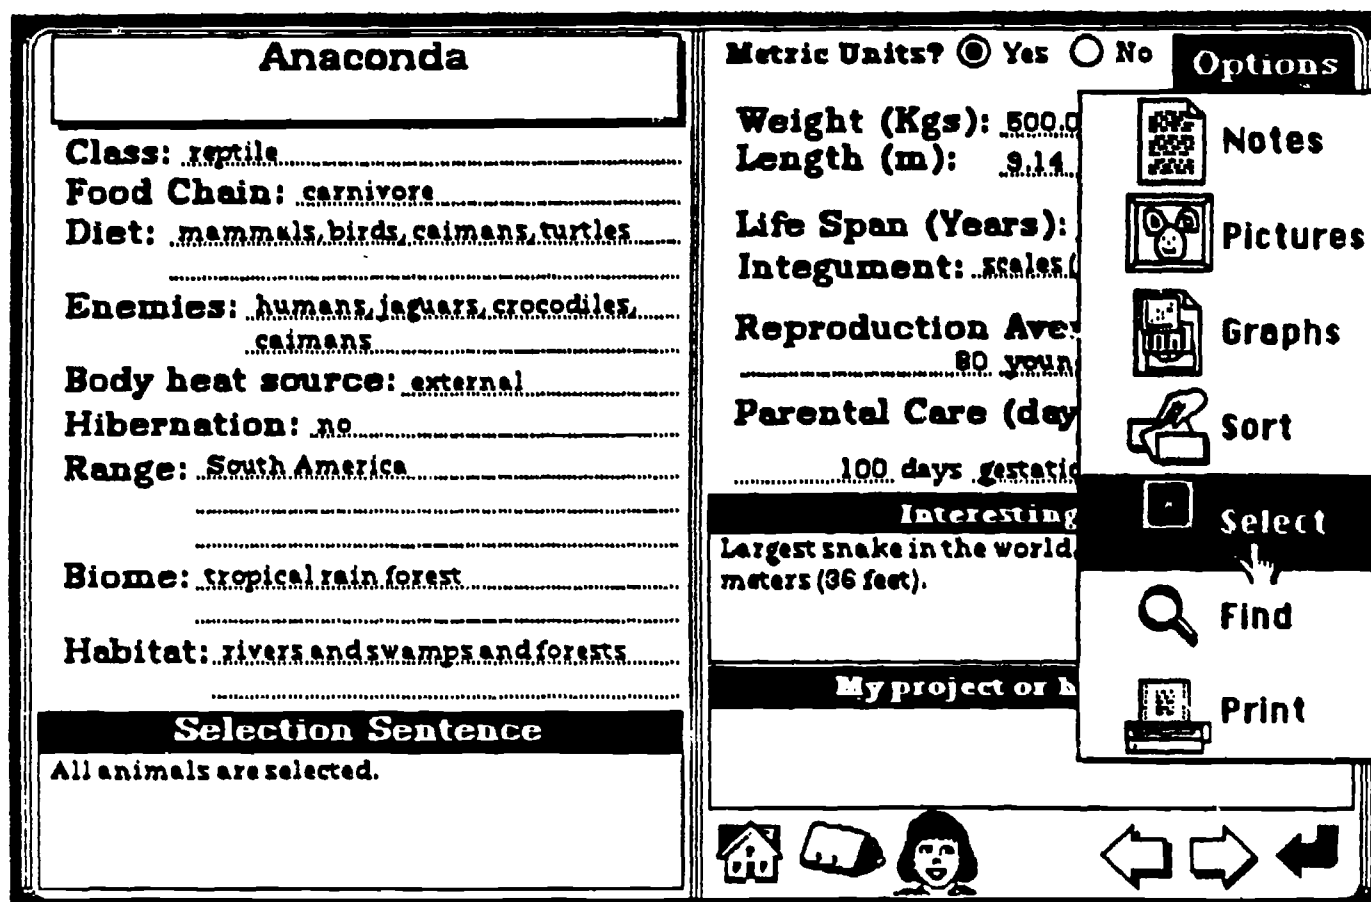 Anaconda
Class: reptile
Food Chain: carnivore
Diet: mammals, birds, caimans, turtles
Enemies: humans, jaguars, crocodiles,
caimans
Body heat source: external
Hibernation: no
Range: South America
Biome: tropical rain forest
Habitat: rivers and swamps and forests
Selection Sentence
All animals are selected.
Metric Units? Yes No
Weight (Kgs): 500.0
Length (m): 9.14
Life Span (Years):
Integument: scales (
Reproduction Ave
80 youn
Parental Care (day
100 days gestatio
Interesting
Largest snake in the world,
meters (36 feet).
My project or h
Options
Notes
Pictures
Graphs
Sort
Select
Find
Print